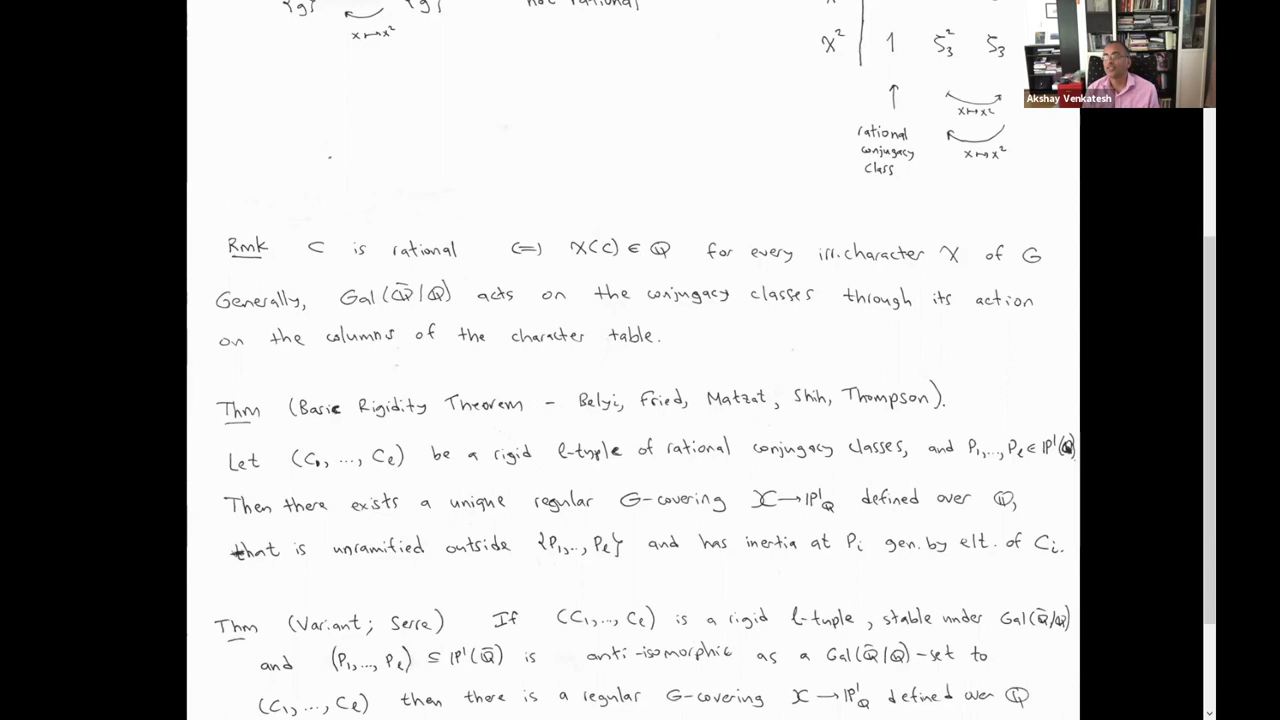 {g} {g} not rational
x ↦ x²
χ² | 1 ζ₃² ζ₃
Akshay Venkatesh
x ↦ x²
rational
conjugacy
class
x ↦ x²
Rmk C is rational (=) χ(C) ∈ ℚ for every irr. character χ of G
Generally, Gal(ℚ̄/ℚ) acts on the conjugacy classes through its action
on the columns of the character table.
Thm (Basic Rigidity Theorem - Belyi, Fried, Matzat, Shih, Thompson).
Let (C₁, ..., Cℓ) be a rigid ℓ-tuple of rational conjugacy classes, and P₁,...,Pℓ ∈ ℙ¹(ℚ).
Then there exists a unique regular G-covering X → ℙ¹_ℚ defined over ℚ,
that is unramified outside {P₁,..,Pℓ} and has inertia at Pᵢ gen. by elt. of Cᵢ.
Thm (Variant; Serre) If (C₁,..., Cℓ) is a rigid ℓ-tuple, stable under Gal(ℚ̄/ℚ)
and (P₁,..., Pℓ) ⊆ ℙ¹(ℚ̄) is anti-isomorphic as a Gal(ℚ̄/ℚ)-set to
(C₁, ..., Cℓ) then there is a regular G-covering X → ℙ¹_ℚ defined over ℚ